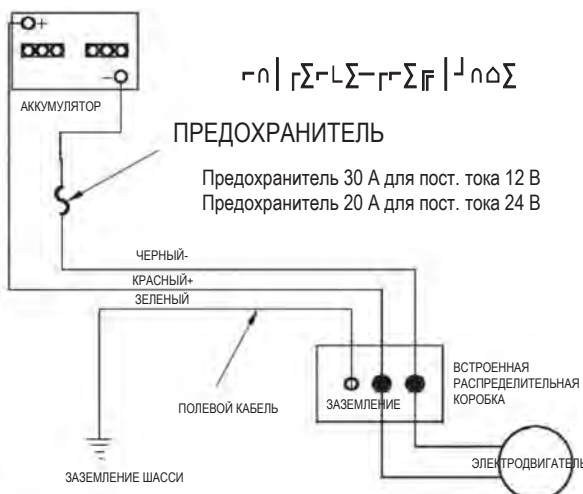 +
−
АККУМУЛЯТОР
ПРЕДОХРАНИТЕЛЬ
Предохранитель 30 А для пост. тока 12 В
Предохранитель 20 А для пост. тока 24 В
ЧЕРНЫЙ-
КРАСНЫЙ+
ЗЕЛЕНЫЙ
ПОЛЕВОЙ КАБЕЛЬ
ЗАЗЕМЛЕНИЕ
ВСТРОЕННАЯ
РАСПРЕДЕЛИТЕЛЬНАЯ
КОРОБКА
ЭЛЕКТРОДВИГАТЕЛЬ
ЗАЗЕМЛЕНИЕ ШАССИ